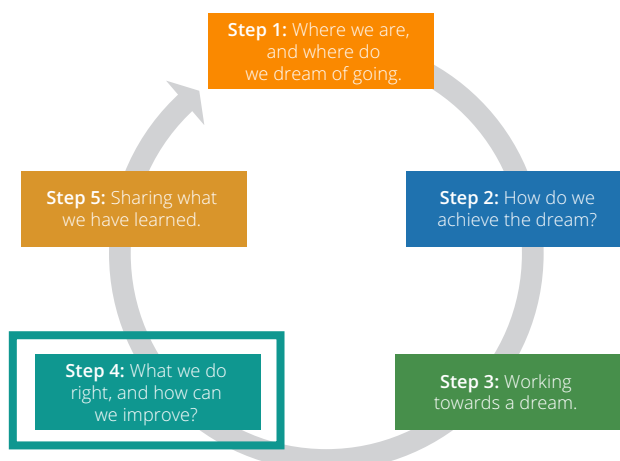 Step 1: Where we are,
and where do
we dream of going.
Step 2: How do we
achieve the dream?
Step 3: Working
towards a dream.
Step 4: What we do
right, and how can
we improve?
Step 5: Sharing what
we have learned.